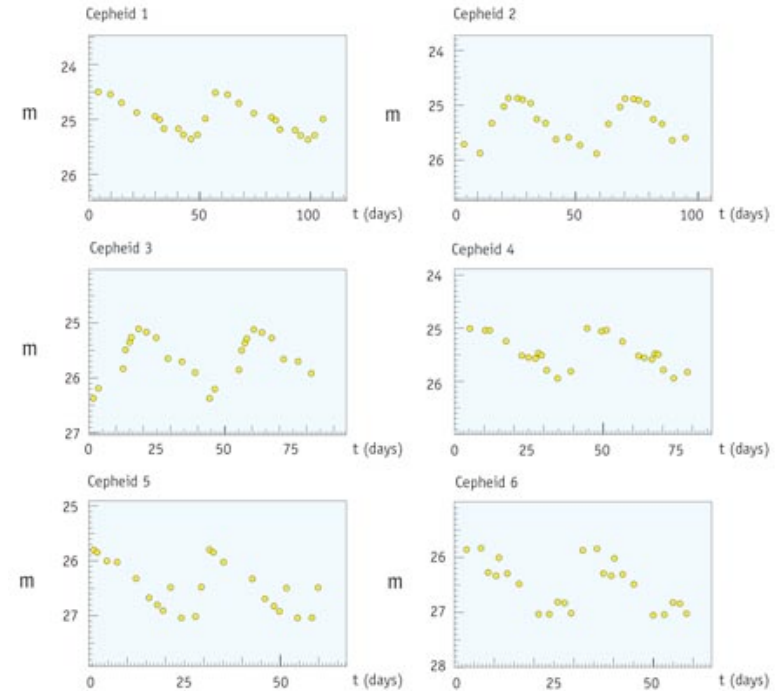 Cepheid 1
24
25
26
m
0 50 100 t (days)
Cepheid 2
24
25
26
m
0 50 100 t (days)
Cepheid 3
25
26
27
m
0 25 50 75 t (days)
Cepheid 4
24
25
26
0 25 50 75 t (days)
Cepheid 5
25
26
27
m
0 25 50 t (days)
Cepheid 6
26
27
28
m
0 25 50 t (days)